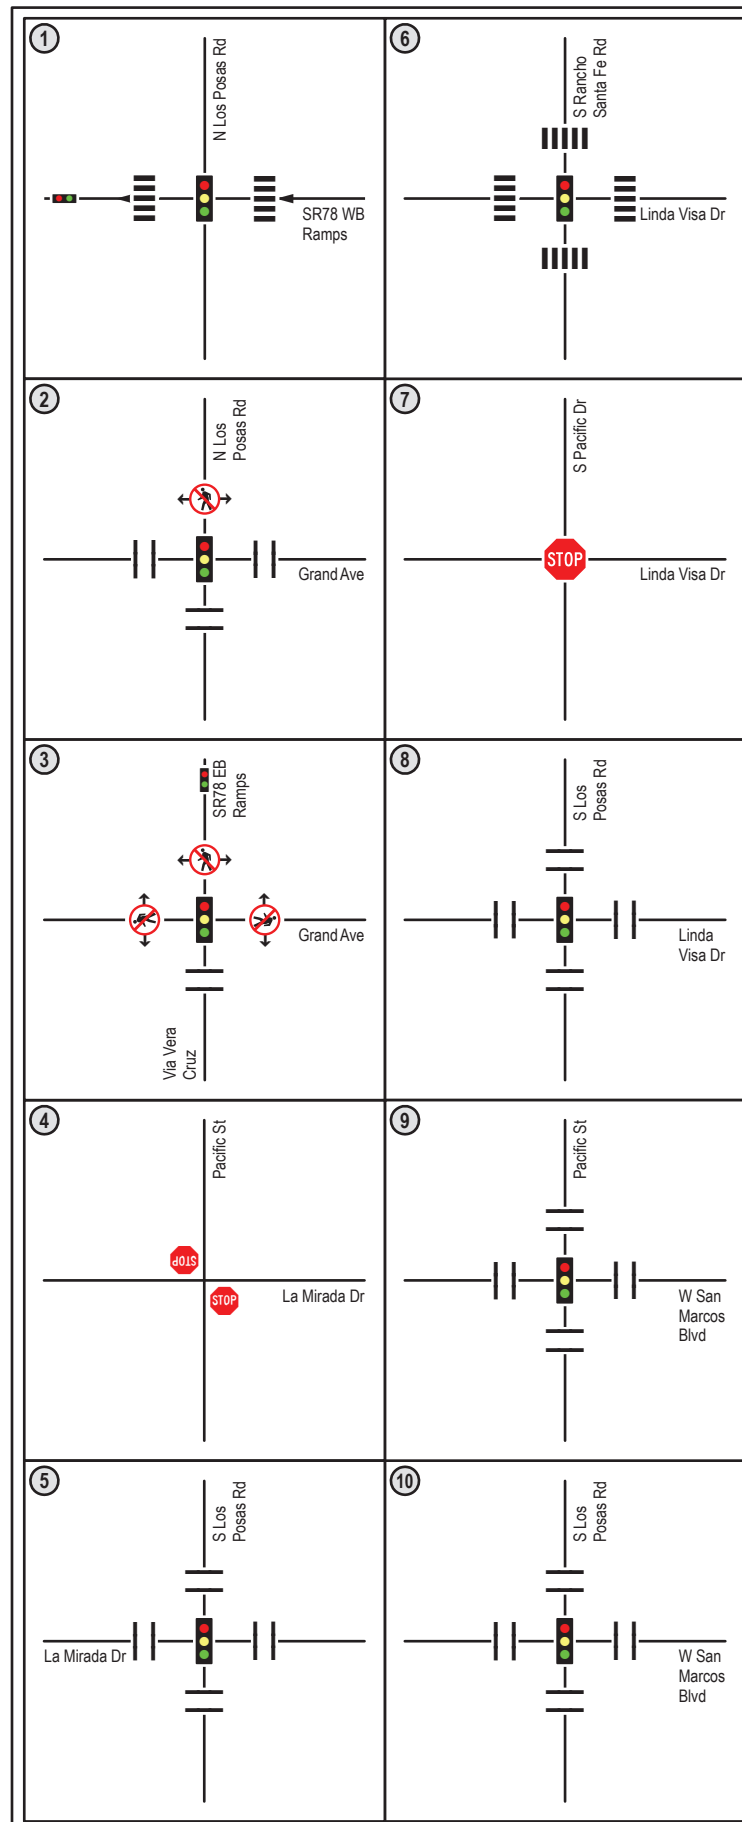 1
N Los Posas Rd
SR78 WB
Ramps
2
N Los
Posas Rd
Grand Ave
3
SR78 EB
Ramps
Grand Ave
Via Vera
Cruz
4
Pacific St
STOP
STOP
La Mirada Dr
5
S Los
Posas Rd
La Mirada Dr
6
S Rancho
Santa Fe Rd
Linda Visa Dr
7
S Pacific Dr
STOP
Linda Visa Dr
8
S Los
Posas Rd
Linda
Visa Dr
9
Pacific St
W San
Marcos
Blvd
10
S Los
Posas Rd
W San
Marcos
Blvd